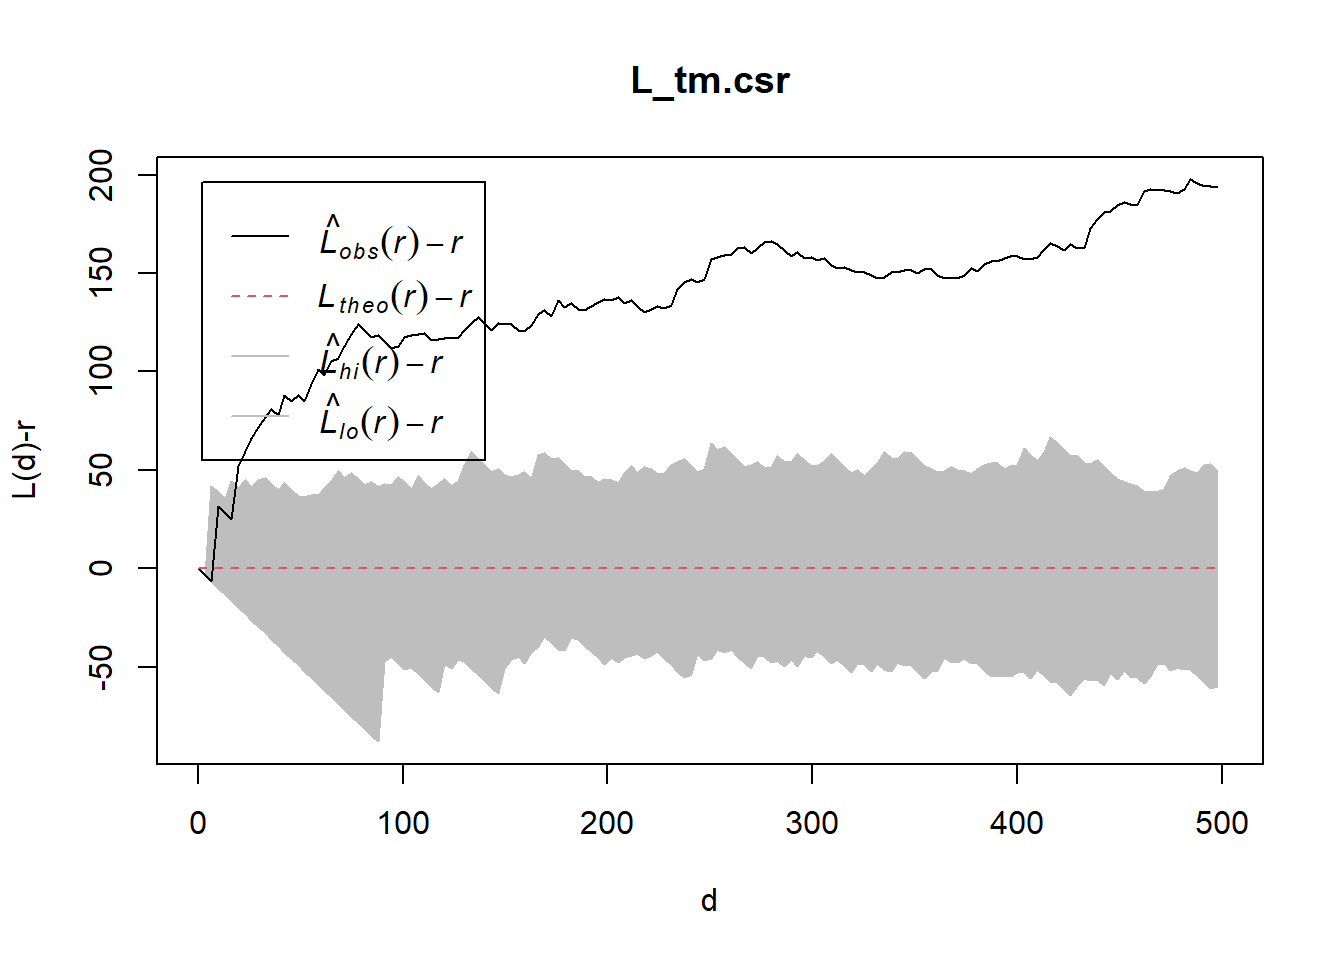 L_tm.csr
L̂obs(r) − r
Ltheo(r) − r
L̂hi(r) − r
L̂lo(r) − r
L(d)-r
200
150
100
50
0
-50
0 100 200 300 400 500
d